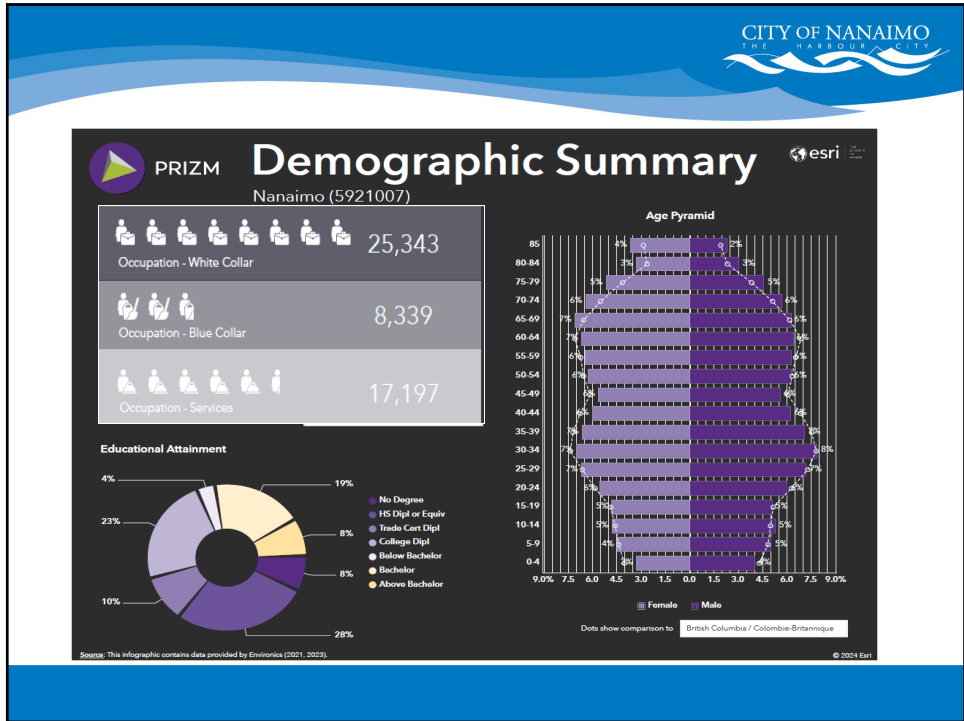 CITY OF NANAIMO
THE HARBOUR CITY
PRIZM
Demographic Summary
esri
Nanaimo (5921007)
25,343
Occupation - White Collar
8,339
Occupation - Blue Collar
17,197
Occupation - Services
Educational Attainment
4%
19%
23%
8%
8%
10%
28%
No Degree
HS Dipl or Equiv
Trade Cert Dipl
College Dipl
Below Bachelor
Bachelor
Above Bachelor
Age Pyramid
85 4% 2%
80-84 3% 3%
75-79 5% 5%
70-74 6% 6%
65-69 7% 6%
60-64 7% 6%
55-59 6% 6%
50-54 6% 6%
45-49 6% 6%
40-44 6% 6%
35-39 7% 7%
30-34 7% 8%
25-29 7% 7%
20-24 6% 6%
15-19 5% 5%
10-14 5% 5%
5-9 4% 5%
0-4 4%
9.0% 7.5 6.0 4.5 3.0 1.5 0.0 1.5 3.0 4.5 6.0 7.5 9.0%
Female Male
Dots show comparison to British Columbia / Colombie-Britannique
Source: This infographic contains data provided by Environics (2021, 2023).
© 2024 Esri